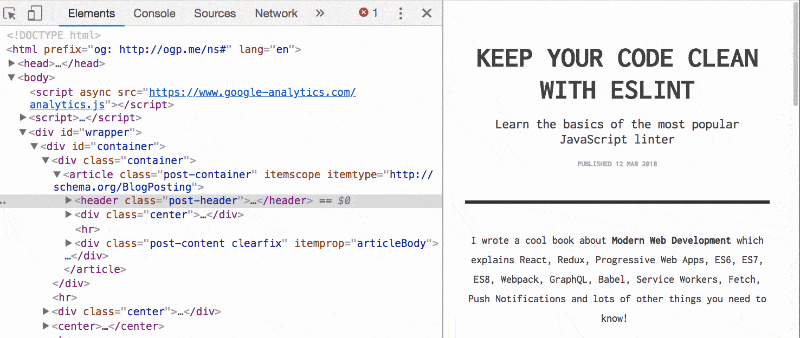 Elements Console Sources Network » 1
<!DOCTYPE html>
<html prefix="og: http://ogp.me/ns#" lang="en">
▶<head>…</head>
▼<body>
<script async src="https://www.google-analytics.com/
analytics.js"></script>
▶<script>…</script>
▼<div id="wrapper">
▼<div id="container">
▼<div class="container">
▼<article class="post-container" itemscope itemtype="http://
schema.org/BlogPosting">
… ▶<header class="post-header">…</header> == $0
▶<div class="center">…</div>
<hr>
▶<div class="post-content clearfix" itemprop="articleBody">
…</div>
</article>
</div>
<hr>
▶<div class="center">…</div>
▶<center>…</center>
KEEP YOUR CODE CLEAN
WITH ESLINT
Learn the basics of the most popular
JavaScript linter
PUBLISHED 12 MAR 2018
I wrote a cool book about Modern Web Development which
explains React, Redux, Progressive Web Apps, ES6, ES7,
ES8, Webpack, GraphQL, Babel, Service Workers, Fetch,
Push Notifications and lots of other things you need to
know!